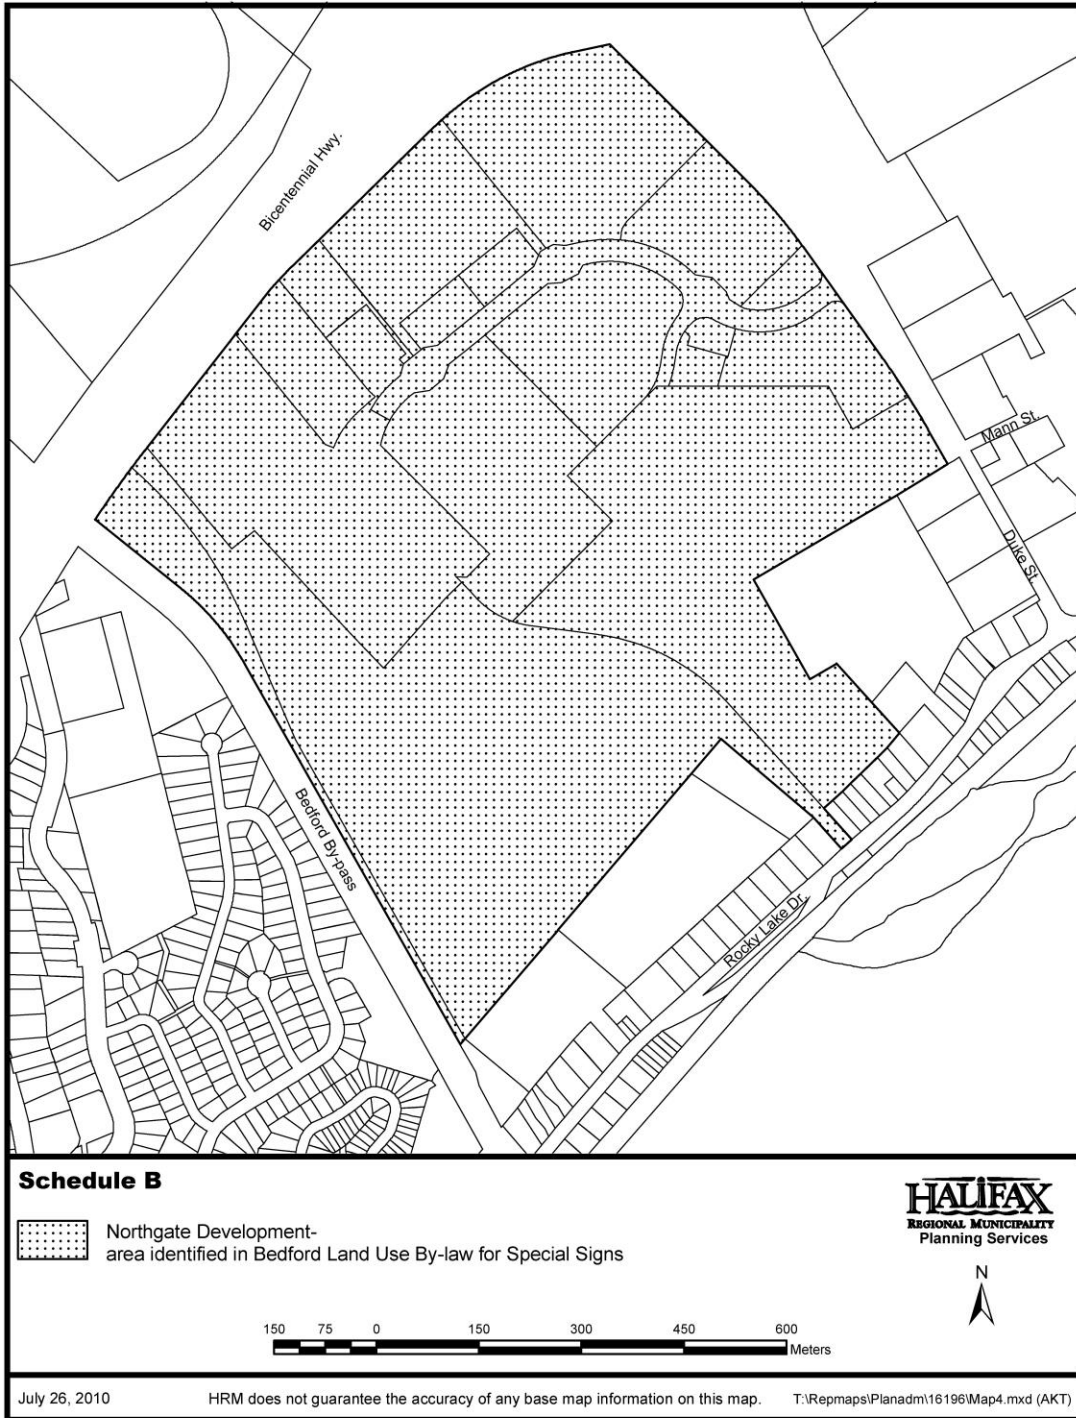 Bicentennial Hwy.
Mann St.
Duke St.
Bedford By-pass
Rocky Lake Dr.
Schedule B
Northgate Development-
area identified in Bedford Land Use By-law for Special Signs
HALIFAX
REGIONAL MUNICIPALITY
Planning Services
N
150 75 0 150 300 450 600
Meters
July 26, 2010 HRM does not guarantee the accuracy of any base map information on this map. T:\Repmaps\Planadm\16196\Map4.mxd (AKT)